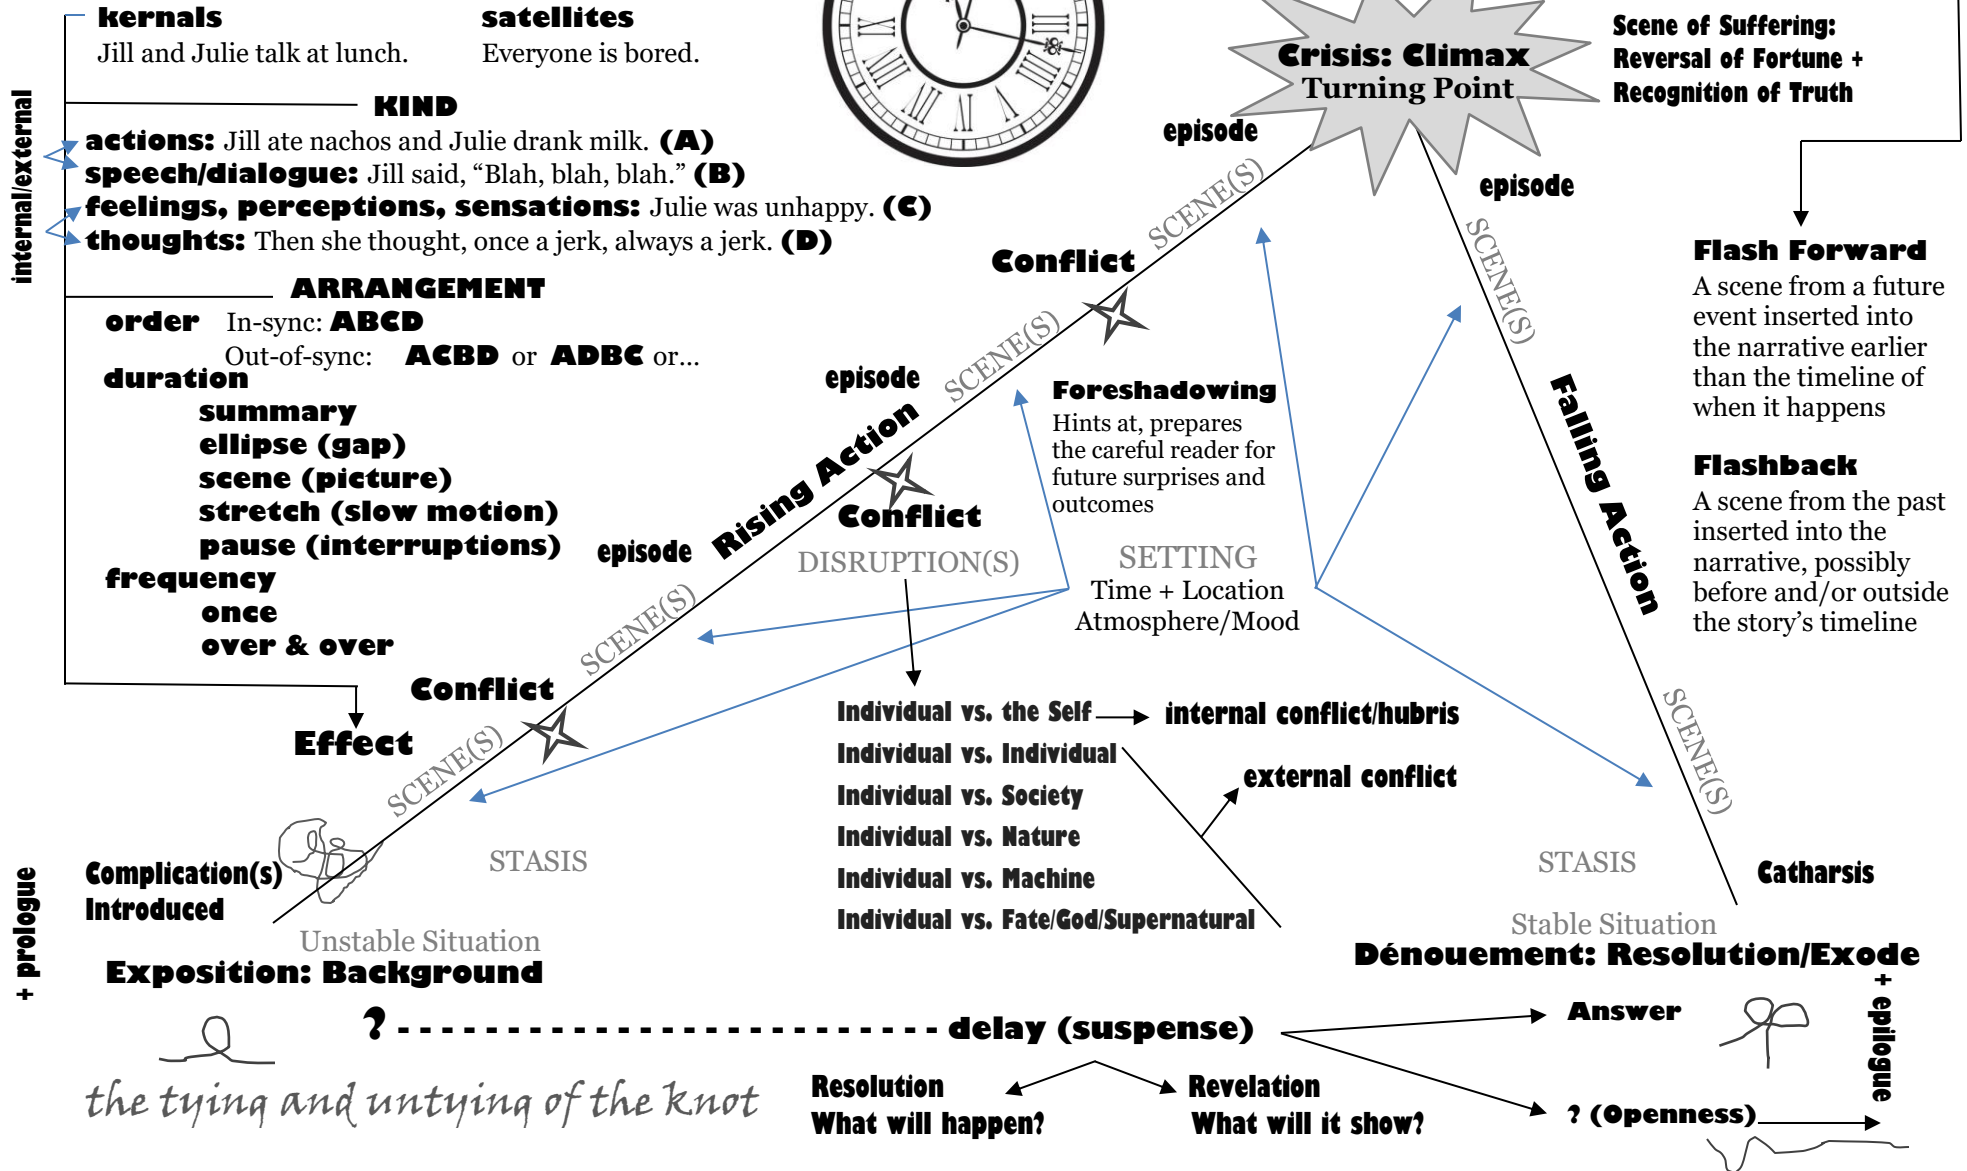 kernals
satellites
Jill and Julie talk at lunch.
Everyone is bored.
KIND
internal/external
actions: Jill ate nachos and Julie drank milk. (A)
speech/dialogue: Jill said, “Blah, blah, blah.” (B)
feelings, perceptions, sensations: Julie was unhappy. (C)
thoughts: Then she thought, once a jerk, always a jerk. (D)
ARRANGEMENT
order In-sync: ABCD
Out-of-sync: ACBD or ADBC or…
duration
summary
ellipse (gap)
scene (picture)
stretch (slow motion)
pause (interruptions)
frequency
once
over & over
Effect
III
IIII
V
VI
VII
VIII
IX
Crisis: Climax
Turning Point
Scene of Suffering:
Reversal of Fortune +
Recognition of Truth
episode
SCENE(S)
Conflict
SCENE(S)
episode
Rising Action
Conflict
episode
SCENE(S)
Conflict
SCENE(S)
Complication(s)
Introduced
+ prologue
STASIS
Unstable Situation
Exposition: Background
Foreshadowing
Hints at, prepares
the careful reader for
future surprises and
outcomes
DISRUPTION(S)
SETTING
Time + Location
Atmosphere/Mood
Individual vs. the Self
internal conflict/hubris
Individual vs. Individual
external conflict
Individual vs. Society
Individual vs. Nature
Individual vs. Machine
Individual vs. Fate/God/Supernatural
episode
SCENE(S)
Falling Action
SCENE(S)
Flash Forward
A scene from a future
event inserted into
the narrative earlier
than the timeline of
when it happens
Flashback
A scene from the past
inserted into the
narrative, possibly
before and/or outside
the story’s timeline
STASIS
Catharsis
Stable Situation
Dénouement: Resolution/Exode
+ epilogue
? - - - - - - - - - - - - - - - - - - - - - - - delay (suspense)
Answer
the tying and untying of the knot
Resolution
What will happen?
Revelation
What will it show?
? (Openness)